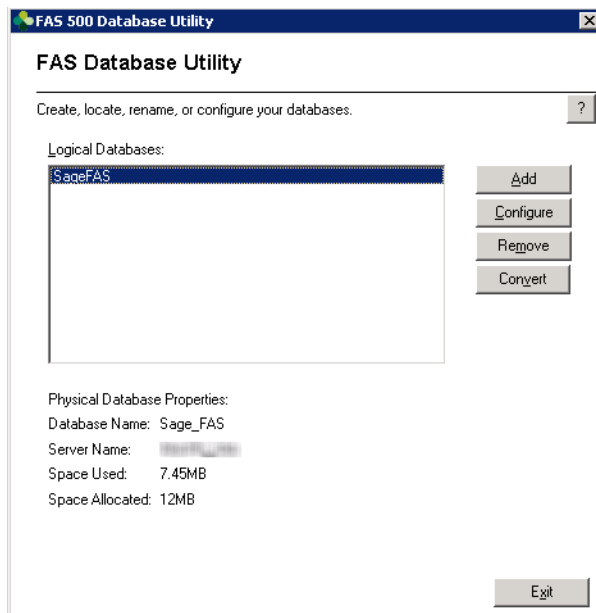 FAS 500 Database Utility
FAS Database Utility
Create, locate, rename, or configure your databases.
?
Logical Databases:
SageFAS
Add
Configure
Remove
Convert
Physical Database Properties:
Database Name: Sage_FAS
Server Name:
Space Used: 7.45MB
Space Allocated: 12MB
Exit